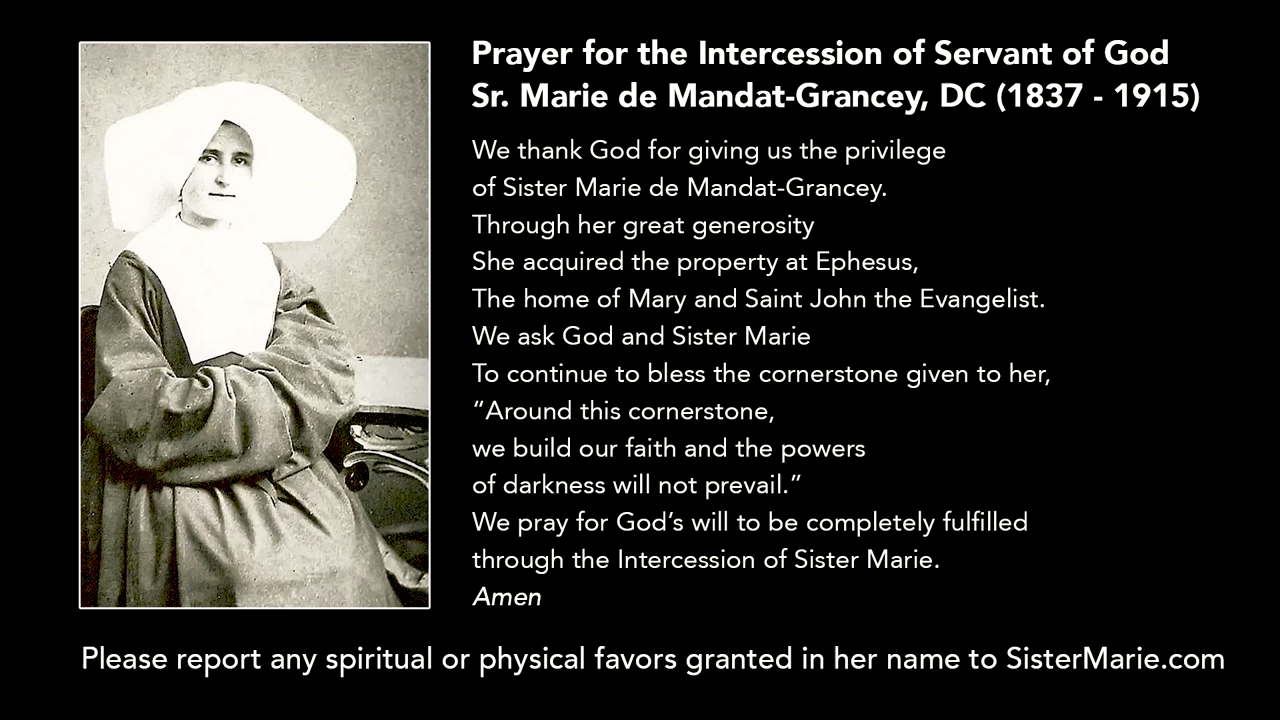 Prayer for the Intercession of Servant of God
Sr. Marie de Mandat-Grancey, DC (1837 - 1915)
We thank God for giving us the privilege
of Sister Marie de Mandat-Grancey.
Through her great generosity
She acquired the property at Ephesus,
The home of Mary and Saint John the Evangelist.
We ask God and Sister Marie
To continue to bless the cornerstone given to her,
“Around this cornerstone,
we build our faith and the powers
of darkness will not prevail.”
We pray for God’s will to be completely fulfilled
through the Intercession of Sister Marie.
Amen
Please report any spiritual or physical favors granted in her name to SisterMarie.com